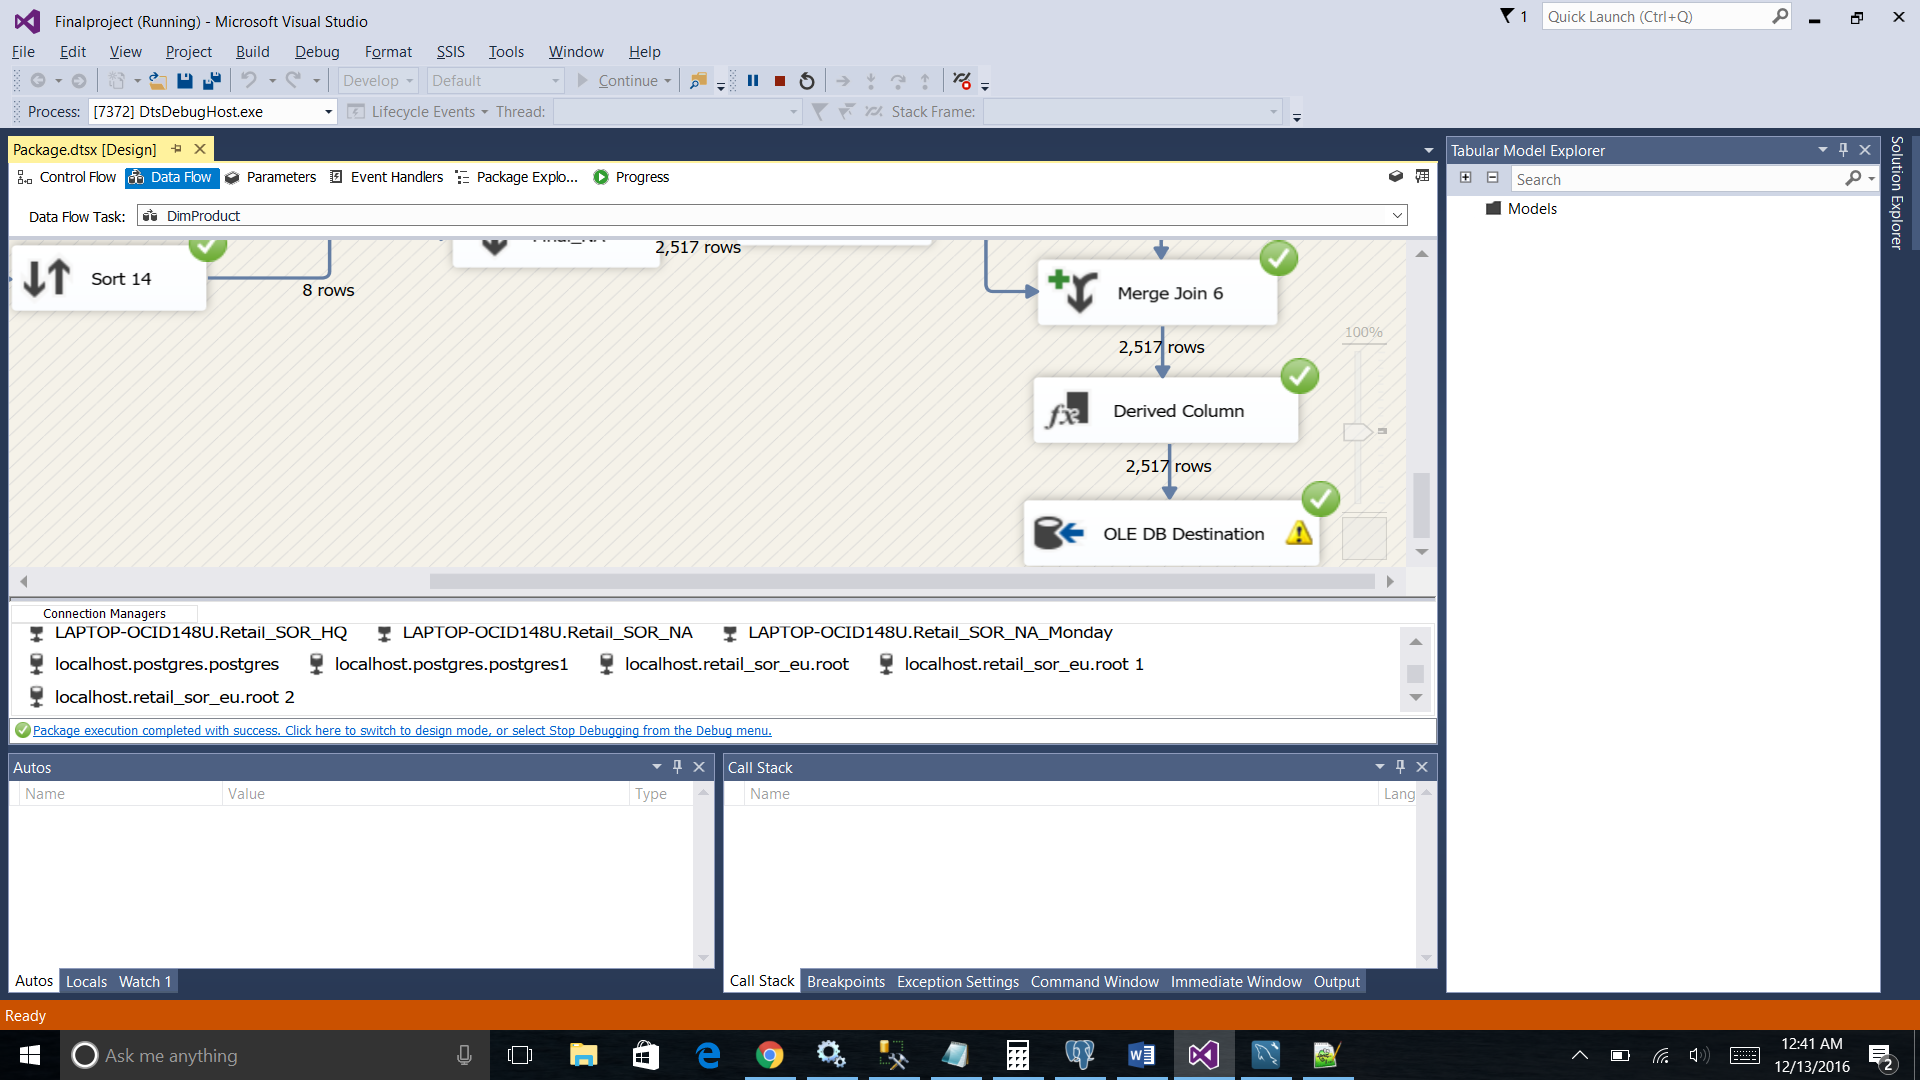 Finalproject (Running) - Microsoft Visual Studio
1
Quick Launch (Ctrl+Q)
File Edit View Project Build Debug Format SSIS Tools Window Help
Develop Default Continue
Process: [7372] DtsDebugHost.exe Lifecycle Events Thread: Stack Frame:
Package.dtsx [Design]
Control Flow Data Flow Parameters Event Handlers Package Explo... Progress
Data Flow Task: DimProduct
Sort 14
8 rows
Final_NA
2,517 rows
Merge Join 6
2,517 rows
Derived Column
2,517 rows
OLE DB Destination
100%
Connection Managers
LAPTOP-OCID148U.Retail_SOR_HQ LAPTOP-OCID148U.Retail_SOR_NA LAPTOP-OCID148U.Retail_SOR_NA_Monday
localhost.postgres.postgres localhost.postgres.postgres1 localhost.retail_sor_eu.root localhost.retail_sor_eu.root 1
localhost.retail_sor_eu.root 2
Package execution completed with success. Click here to switch to design mode, or select Stop Debugging from the Debug menu.
Autos
Name Value Type
Autos Locals Watch 1
Call Stack
Name Lang
Call Stack Breakpoints Exception Settings Command Window Immediate Window Output
Tabular Model Explorer
Search
Models
Solution Explorer
Ready
Ask me anything
12:41 AM
12/13/2016
2